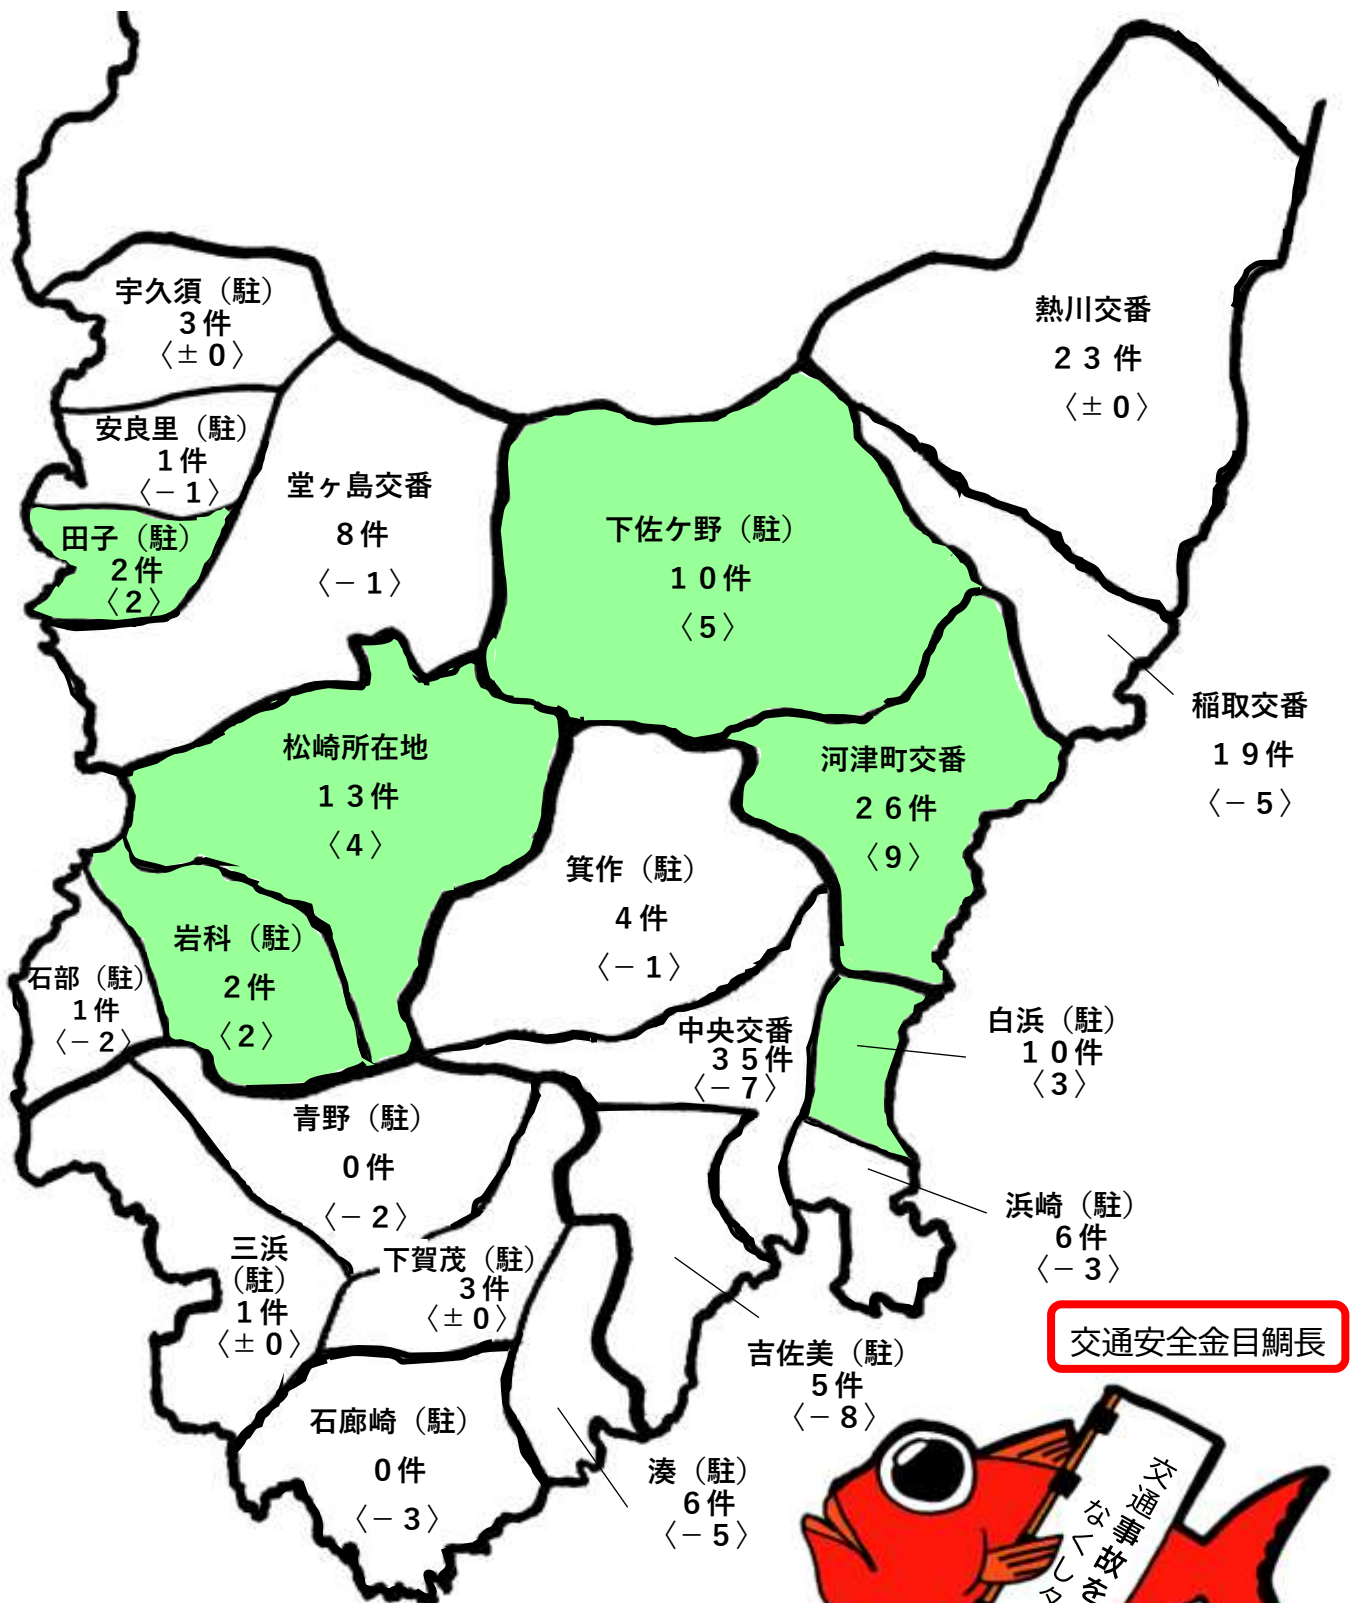 宇久須（駐）
３件
〈±０〉
安良里（駐）
１件
〈－１〉
田子（駐）
２件
〈２〉
堂ヶ島交番
８件
〈－１〉
下佐ケ野（駐）
１０件
〈５〉
熱川交番
２３件
〈±０〉
稲取交番
１９件
〈－５〉
松崎所在地
１３件
〈４〉
河津町交番
２６件
〈９〉
箕作（駐）
４件
〈－１〉
岩科（駐）
２件
〈２〉
石部（駐）
１件
〈－２〉
中央交番
３５件
〈－７〉
白浜（駐）
１０件
〈３〉
青野（駐）
０件
〈－２〉
浜崎（駐）
６件
〈－３〉
三浜
（駐）
１件
〈±０〉
下賀茂（駐）
３件
〈±０〉
吉佐美（駐）
５件
〈－８〉
石廊崎（駐）
０件
〈－３〉
湊（駐）
６件
〈－５〉
交通安全金目鯛長
交通事故を
なくしタ